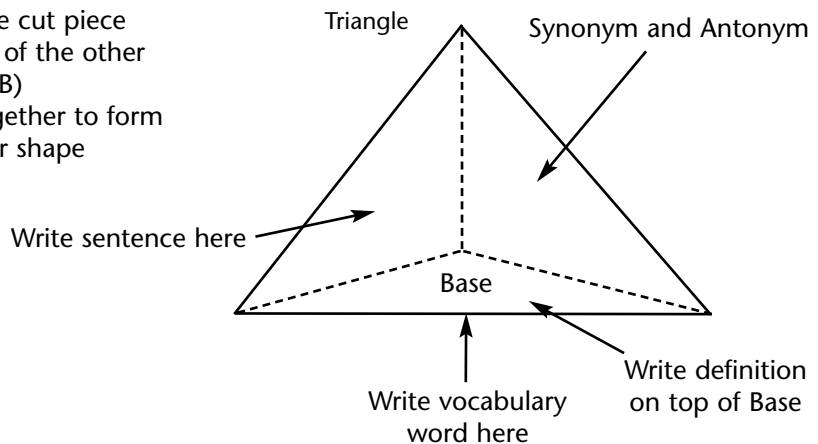 e cut piece
of the other
B)
gether to form
r shape
Triangle
Synonym and Antonym
Write sentence here
Base
Write definition
on top of Base
Write vocabulary
word here